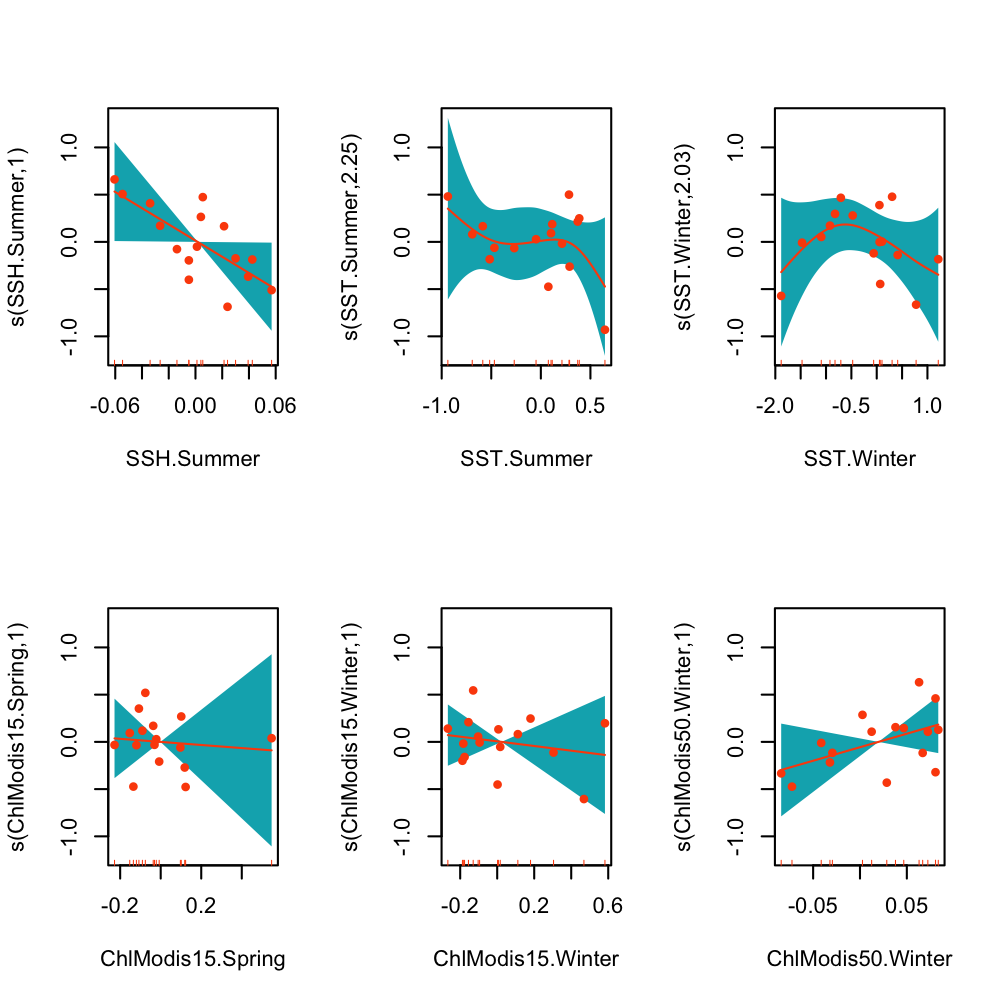 s(SSH.Summer,1)
1.0
0.0
-1.0
-0.06
0.00
0.06
SSH.Summer
s(SST.Summer,2.25)
1.0
0.0
-1.0
-1.0
0.0
0.5
SST.Summer
s(SST.Winter,2.03)
1.0
0.0
-1.0
-2.0
-0.5
1.0
SST.Winter
s(ChlModis15.Spring,1)
1.0
0.0
-1.0
-0.2
0.2
ChlModis15.Spring
s(ChlModis15.Winter,1)
1.0
0.0
-1.0
-0.2
0.2
0.6
ChlModis15.Winter
s(ChlModis50.Winter,1)
1.0
0.0
-1.0
-0.05
0.05
ChlModis50.Winter